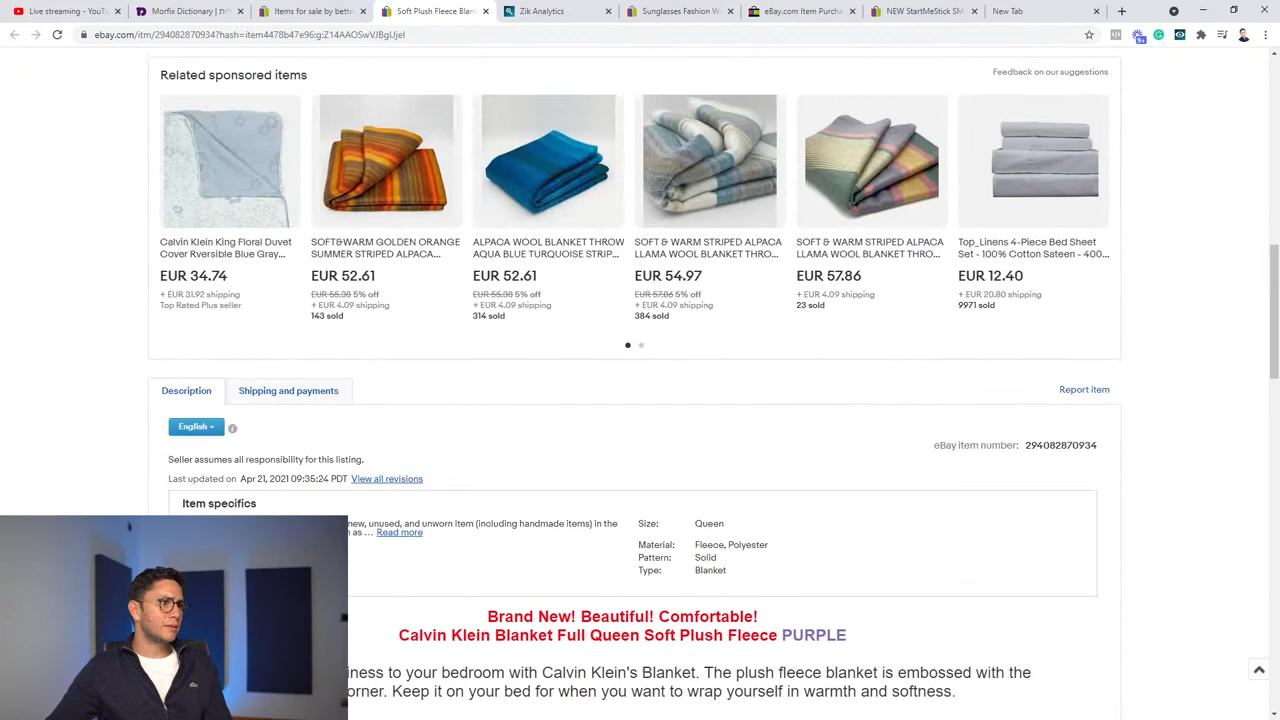 Live streaming - YouTu
Morfix Dictionary | מורפ
Items for sale by better
Soft Plush Fleece Blank
Zik Analytics
Sunglasses Fashion Wo
eBay.com Item Purcha
NEW StartMeStick SM
New Tab
ebay.com/itm/294082870934?hash=item4478b47e96:g:Z14AAOSwVJBgUjeI
9+
Related sponsored items
Feedback on our suggestions
Calvin Klein King Floral Duvet
Cover Rversible Blue Gray...
EUR 34.74
+ EUR 31.92 shipping
Top Rated Plus seller
SOFT&WARM GOLDEN ORANGE
SUMMER STRIPED ALPACA...
EUR 52.61
EUR 55.38 5% off
+ EUR 4.09 shipping
143 sold
ALPACA WOOL BLANKET THROW
AQUA BLUE TURQUOISE STRIP...
EUR 52.61
EUR 55.38 5% off
+ EUR 4.09 shipping
314 sold
SOFT & WARM STRIPED ALPACA
LLAMA WOOL BLANKET THRO...
EUR 54.97
EUR 57.86 5% off
+ EUR 4.09 shipping
384 sold
SOFT & WARM STRIPED ALPACA
LLAMA WOOL BLANKET THRO...
EUR 57.86
+ EUR 4.09 shipping
23 sold
Top_Linens 4-Piece Bed Sheet
Set - 100% Cotton Sateen - 400...
EUR 12.40
+ EUR 20.80 shipping
9971 sold
Description
Shipping and payments
Report item
English
eBay item number: 294082870934
Seller assumes all responsibility for this listing.
Last updated on Apr 21, 2021 09:35:24 PDT View all revisions
Item specifics
new, unused, and unworn item (including handmade items) in the
as ... Read more
Size: Queen
Material: Fleece, Polyester
Pattern: Solid
Type: Blanket
Brand New! Beautiful! Comfortable!
Calvin Klein Blanket Full Queen Soft Plush Fleece PURPLE
iness to your bedroom with Calvin Klein's Blanket. The plush fleece blanket is embossed with the
orner. Keep it on your bed for when you want to wrap yourself in warmth and softness.